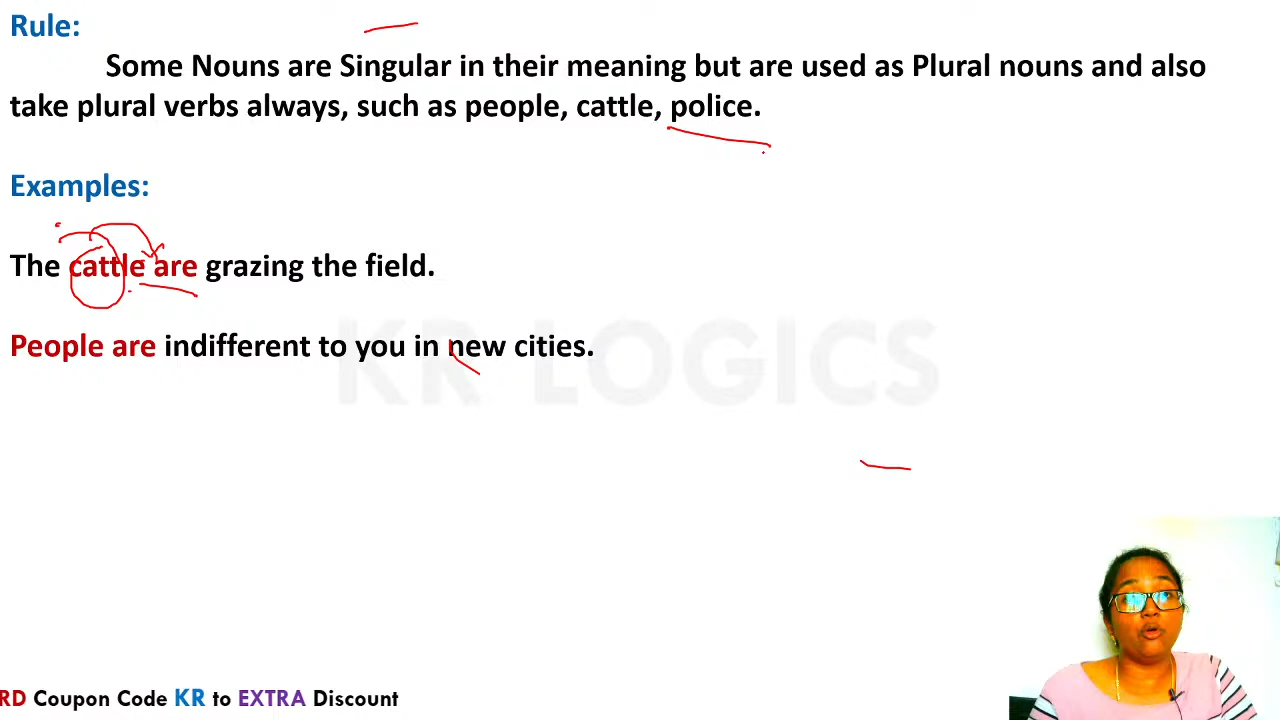 Rule:
Some Nouns are Singular in their meaning but are used as Plural nouns and also
take plural verbs always, such as people, cattle, police.
Examples:
The cattle are grazing the field.
People are indifferent to you in new cities.
KR LOGICS
RD Coupon Code KR to EXTRA Discount